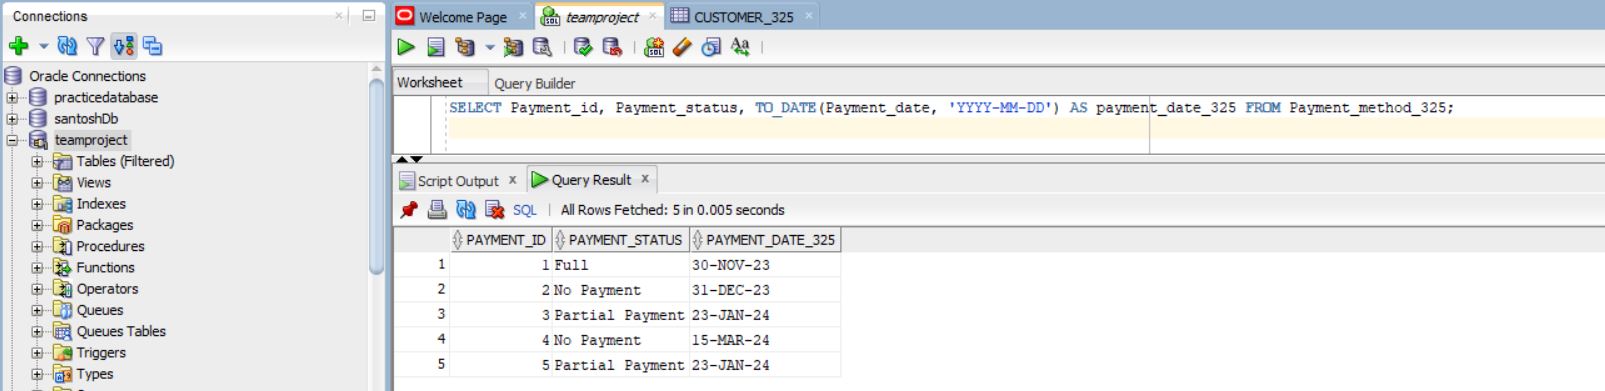 Connections
Oracle Connections
practicedatabase
santoshDb
teamproject
Tables (Filtered)
Views
Indexes
Packages
Procedures
Functions
Operators
Queues
Queues Tables
Triggers
Types
Welcome Page
teamproject
CUSTOMER_325
Aa
Worksheet Query Builder
SELECT Payment_id, Payment_status, TO_DATE(Payment_date, 'YYYY-MM-DD') AS payment_date_325 FROM Payment_method_325;
Script Output x Query Result x
SQL | All Rows Fetched: 5 in 0.005 seconds
PAYMENT_ID PAYMENT_STATUS PAYMENT_DATE_325
1 1 Full 30-NOV-23
2 2 No Payment 31-DEC-23
3 3 Partial Payment 23-JAN-24
4 4 No Payment 15-MAR-24
5 5 Partial Payment 23-JAN-24